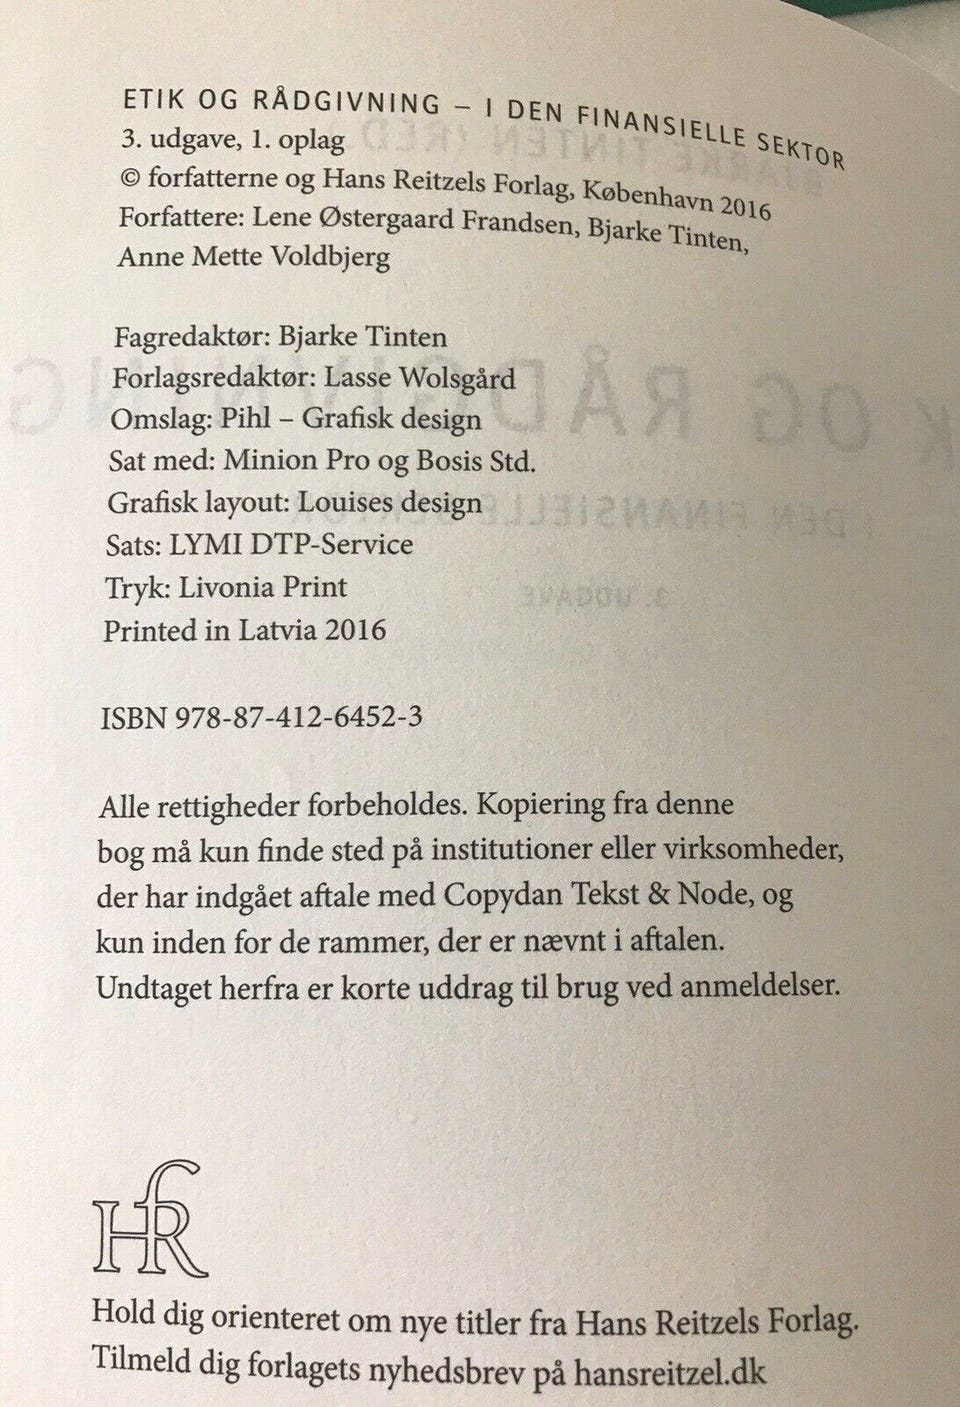 ETIK OG RÅDGIVNING – I DEN FINANSIELLE SEKTOR
3. udgave, 1. oplag
© forfatterne og Hans Reitzels Forlag, København 2016
Forfattere: Lene Østergaard Frandsen, Bjarke Tinten,
Anne Mette Voldbjerg
Fagredaktør: Bjarke Tinten
Forlagsredaktør: Lasse Wolsgård
Omslag: Pihl – Grafisk design
Sat med: Minion Pro og Bosis Std.
Grafisk layout: Louises design
Sats: LYMI DTP-Service
Tryk: Livonia Print
Printed in Latvia 2016
ISBN 978-87-412-6452-3
Alle rettigheder forbeholdes. Kopiering fra denne
bog må kun finde sted på institutioner eller virksomheder,
der har indgået aftale med Copydan Tekst & Node, og
kun inden for de rammer, der er nævnt i aftalen.
Undtaget herfra er korte uddrag til brug ved anmeldelser.
HfR
Hold dig orienteret om nye titler fra Hans Reitzels Forlag.
Tilmeld dig forlagets nyhedsbrev på hansreitzel.dk